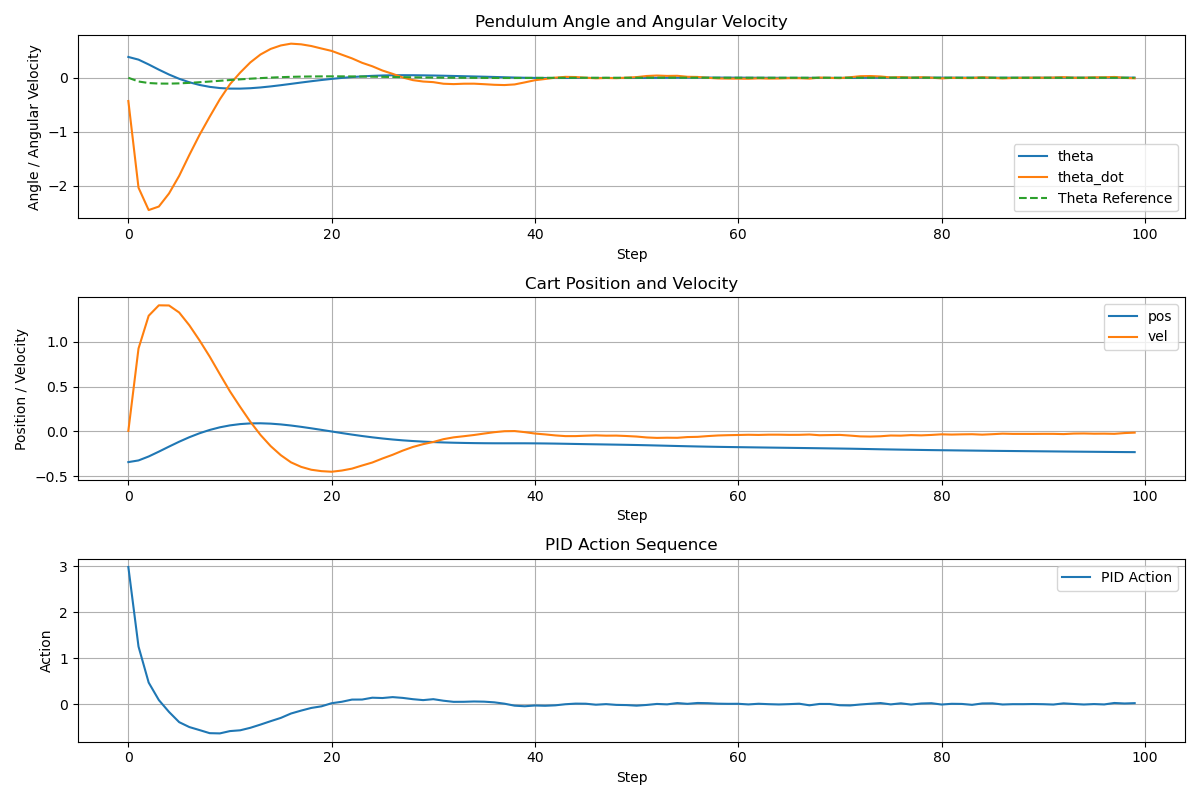 Pendulum Angle and Angular Velocity
Angle / Angular Velocity
0
−1
−2
theta
theta_dot
Theta Reference
0 20 40 60 80 100
Step
Cart Position and Velocity
Position / Velocity
1.0
0.5
0.0
−0.5
pos
vel
0 20 40 60 80 100
Step
PID Action Sequence
Action
3
2
1
0
PID Action
0 20 40 60 80 100
Step